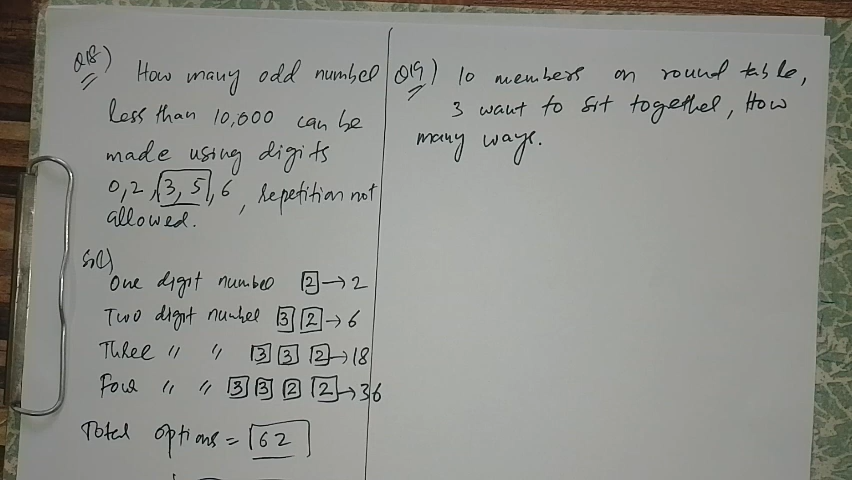 Q18) How many odd number
less than 10,000 can be
made using digits
0, 2, 3, 5, 6, repetition not
allowed.
Sol)
One digit number 2 → 2
Two digit number 3 2 → 6
Three " " 3 3 2 → 18
Four " " 3 3 2 2 → 36
Total options = 62
Q19) 10 members on round table,
3 want to sit together, How
many ways.